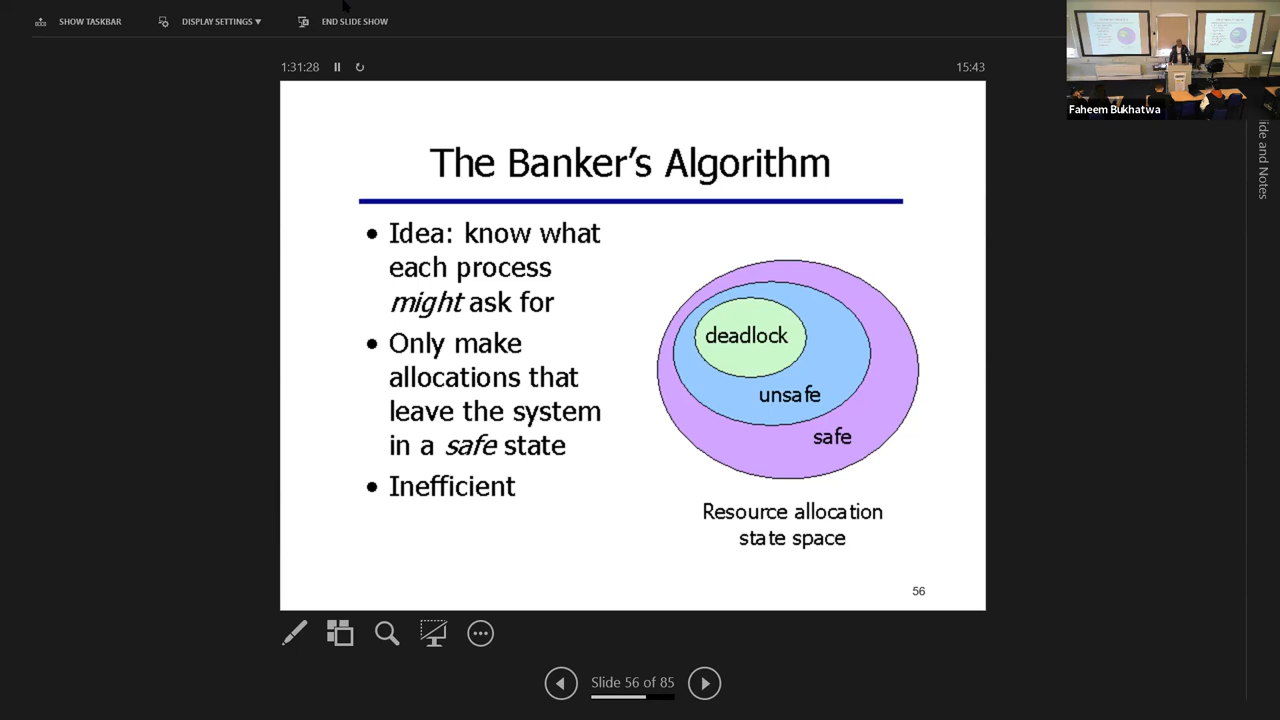 SHOW TASKBAR
DISPLAY SETTINGS ▼
END SLIDE SHOW
1:31:28
15:43
Faheem Bukhatwa
ide and Notes
The Banker's Algorithm
• Idea: know what
each process
might ask for
• Only make
allocations that
leave the system
in a safe state
• Inefficient
deadlock
unsafe
safe
Resource allocation
state space
56
Slide 56 of 85